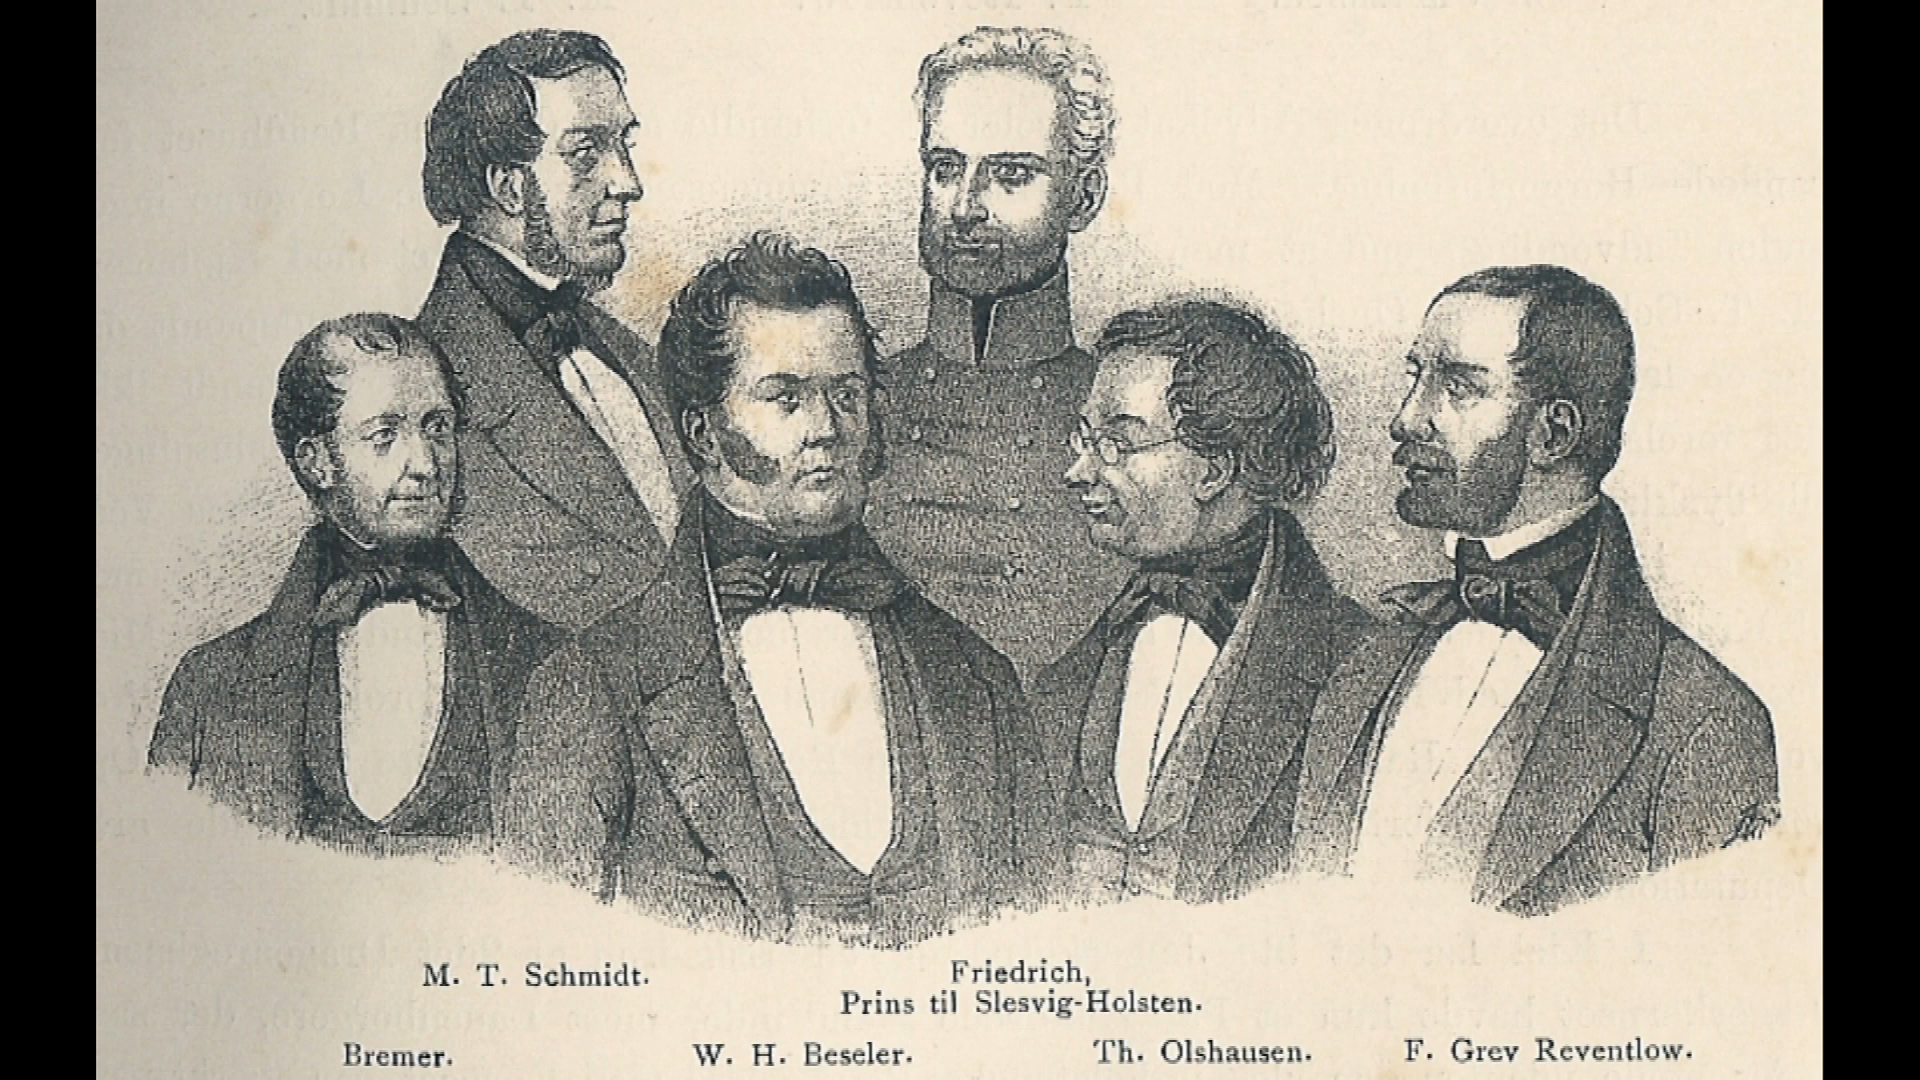 M. T. Schmidt.
Friedrich,
Prins til Slesvig-Holsten.
Bremer.
W. H. Beseler.
Th. Olshausen.
F. Grev Reventlow.